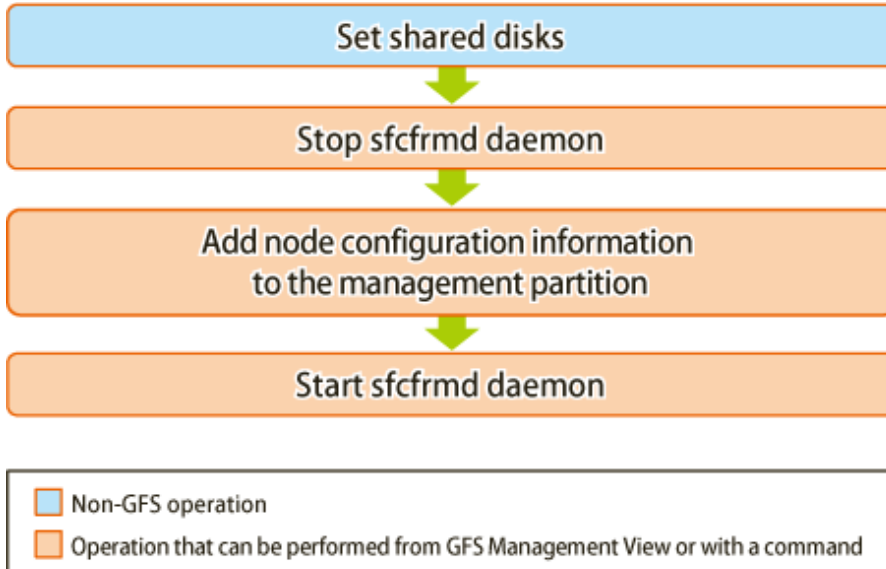 Set shared disks
Stop sfcfrmd daemon
Add node configuration information
to the management partition
Start sfcfrmd daemon
Non-GFS operation
Operation that can be performed from GFS Management View or with a command